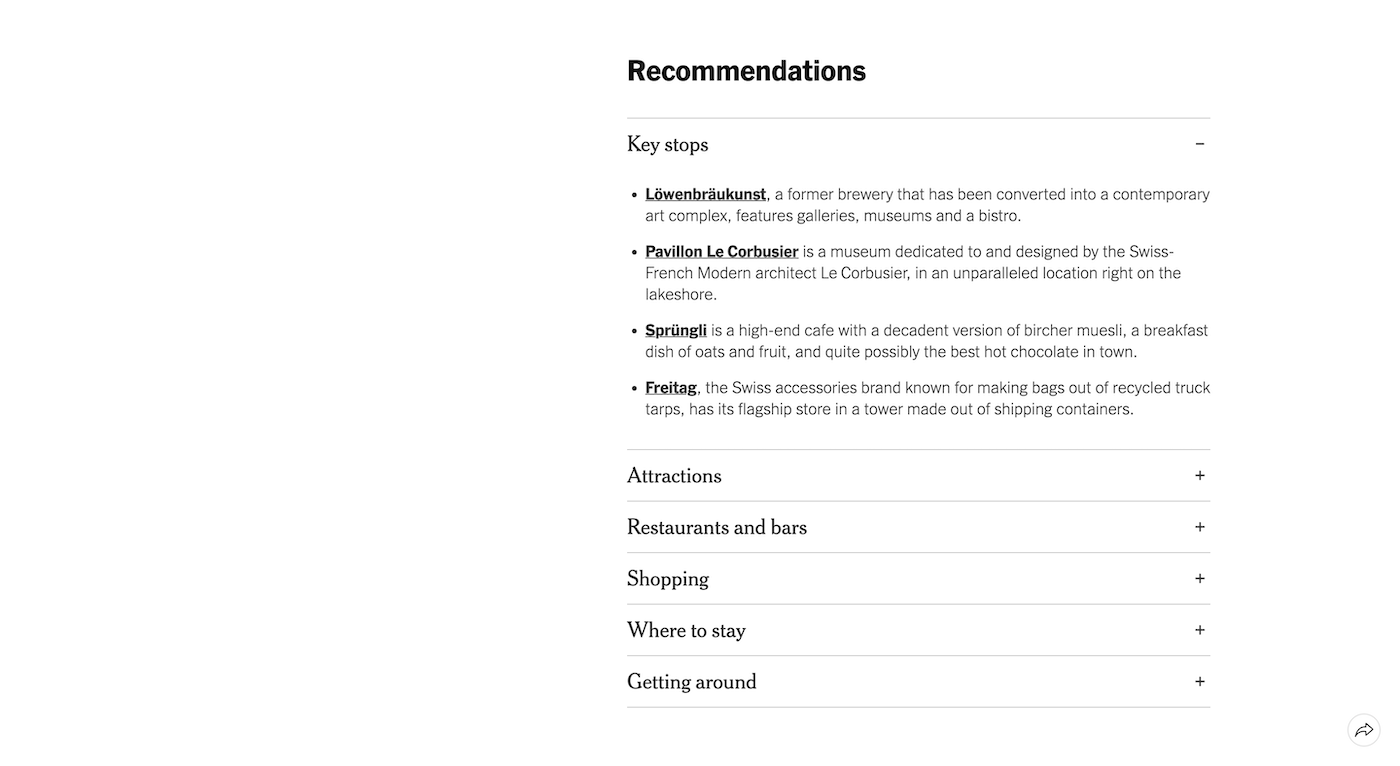 Recommendations
Key stops
−
• Löwenbräukunst, a former brewery that has been converted into a contemporary
art complex, features galleries, museums and a bistro.
• Pavillon Le Corbusier is a museum dedicated to and designed by the Swiss-
French Modern architect Le Corbusier, in an unparalleled location right on the
lakeshore.
• Sprüngli is a high-end cafe with a decadent version of bircher muesli, a breakfast
dish of oats and fruit, and quite possibly the best hot chocolate in town.
• Freitag, the Swiss accessories brand known for making bags out of recycled truck
tarps, has its flagship store in a tower made out of shipping containers.
Attractions
+
Restaurants and bars
+
Shopping
+
Where to stay
+
Getting around
+